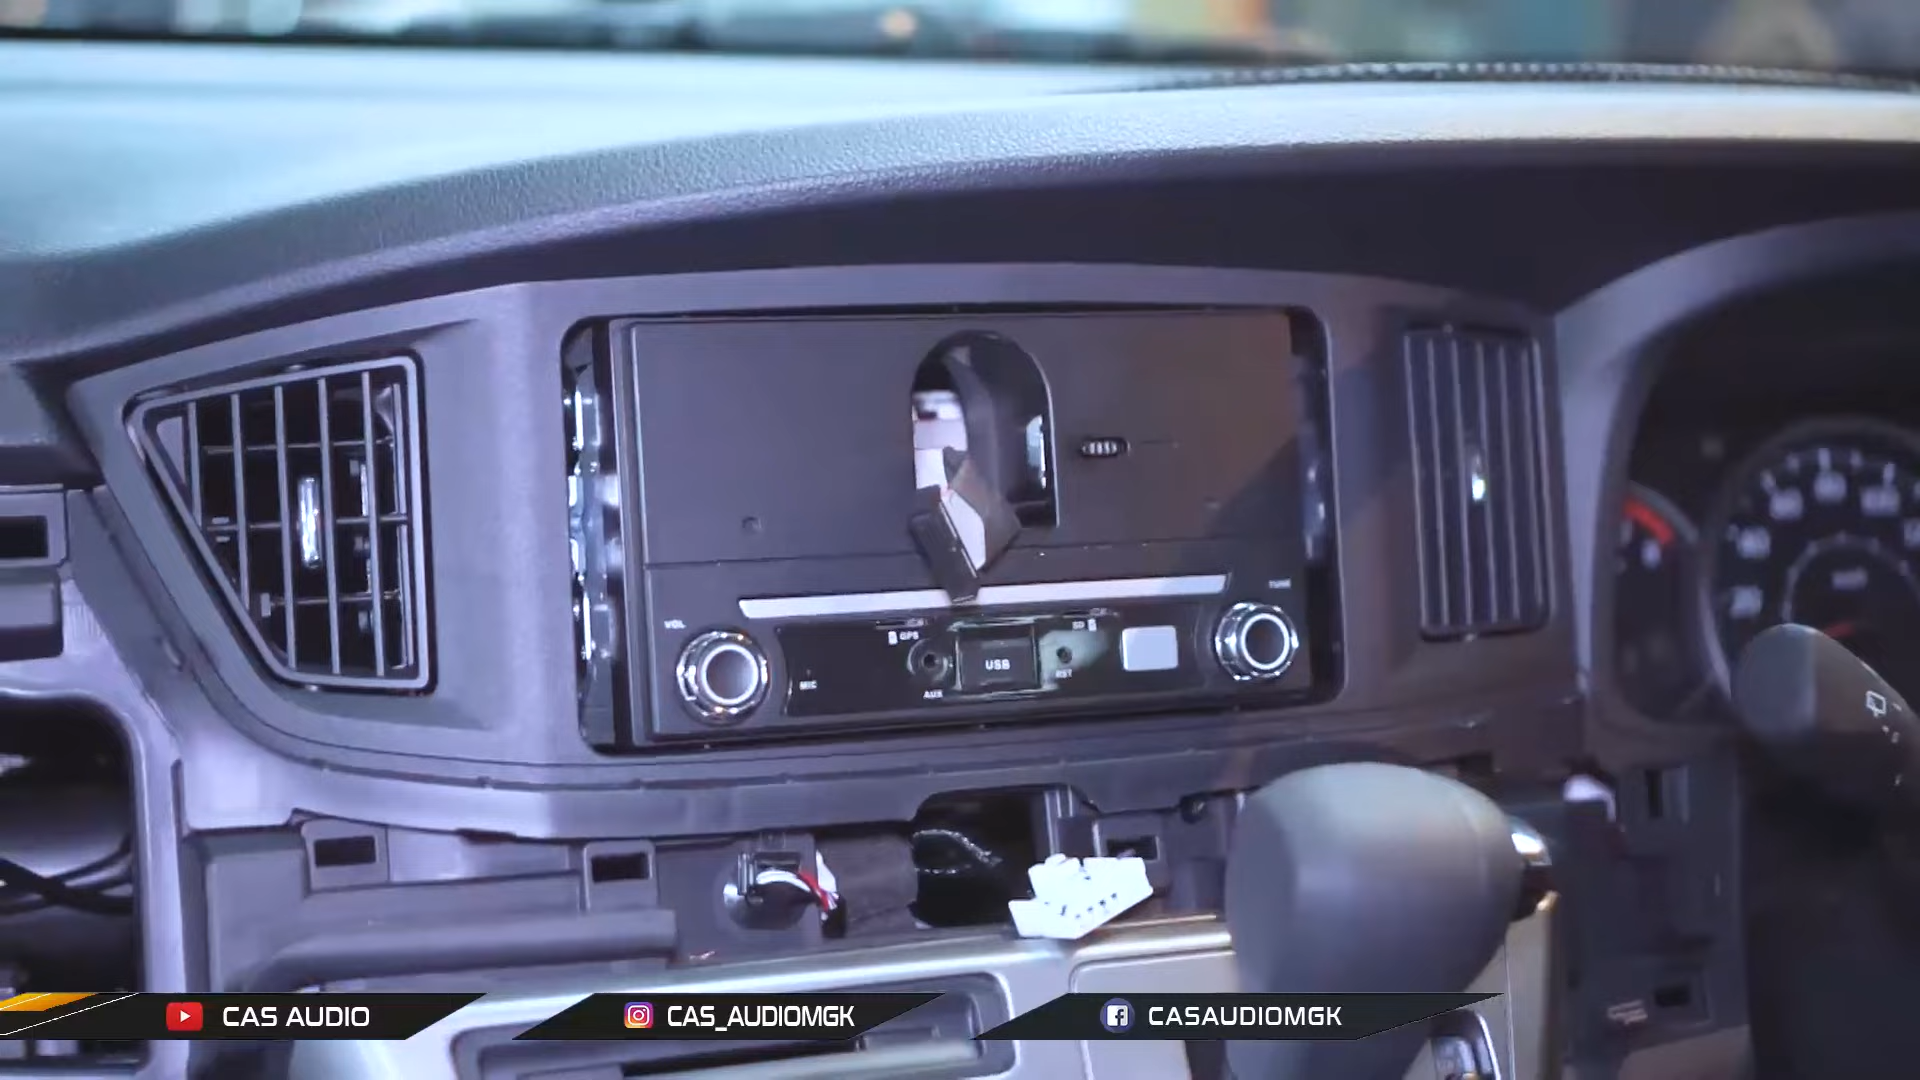 TUNE
VOL
GPS
SD
USB
MIC
AUX
RST
CAS AUDIO
CAS_AUDIOMGK
CASAUDIOMGK